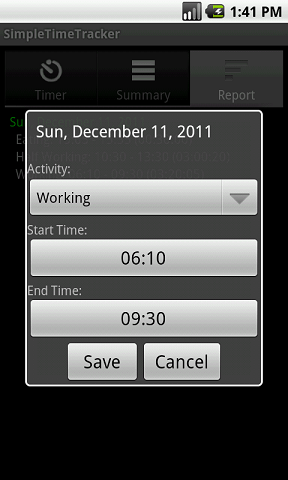 1:41 PM
SimpleTimeTracker
Timer Summary Report
Sun, December 11, 2011
Activity:
Working
Start Time:
06:10
End Time:
09:30
Save Cancel